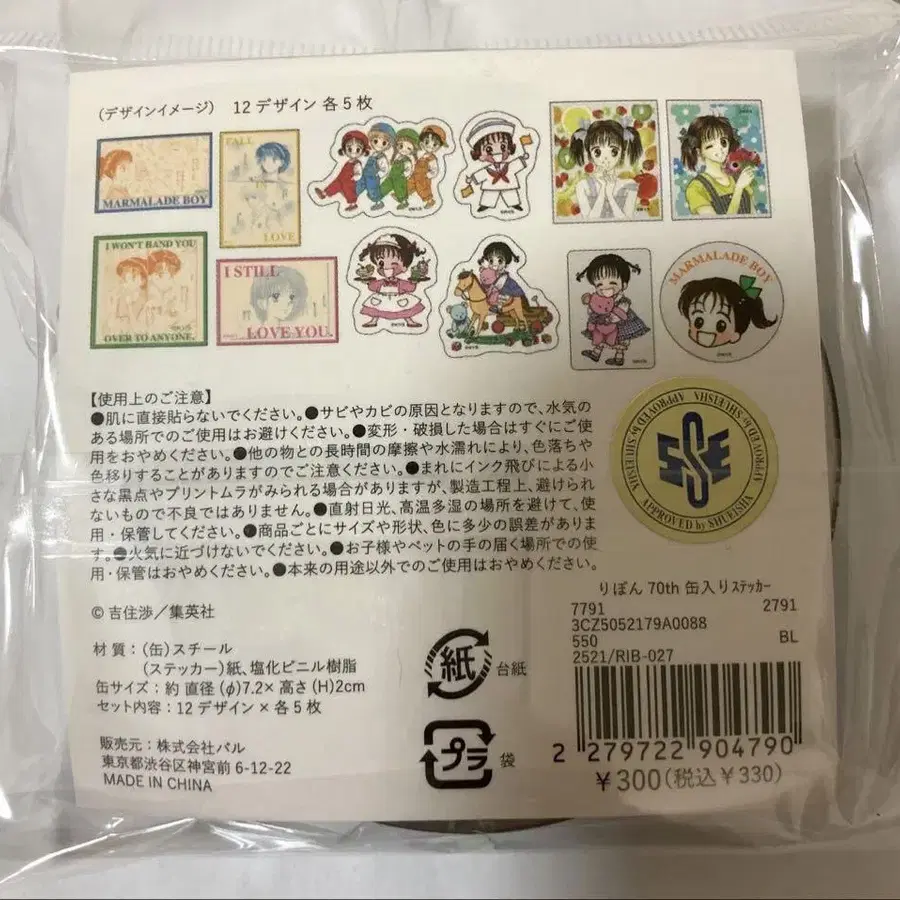 (デザインイメージ) 12デザイン 各5枚
MARMALADE BOY
FALL
LOVE
I WON'T HAND YOU
OVER TO ANYONE.
I STILL
LOVE YOU.
MARMALADE BOY
【使用上のご注意】
●肌に直接貼らないでください。●サビやカビの原因となりますので、水気の
ある場所でのご使用はお避けください。●変形・破損した場合はすぐにご使
用をおやめください。●他の物との長時間の摩擦や水濡れにより、色落ちや
色移りすることがありますのでご注意ください。●まれにインク飛びによる小
さな黒点やプリントムラがみられる場合がありますが、製造工程上、避けられ
ないもので不良ではありません。●直射日光、高温多湿の場所を避けて、使
用・保管してください。●商品ごとにサイズや形状、色に多少の誤差がありま
す。●火気に近づけないでください。●お子様やペットの手の届く場所での使
用・保管はおやめください。●本来の用途以外でのご使用はおやめください。
APPROVED by SHUEISHA APPROVED by SHUEISHA APPROVED by SHUEISHA
©吉住渉/集英社
材質:(缶)スチール
(ステッカー)紙、塩化ビニル樹脂
缶サイズ:約 直径(φ)7.2×高さ(H)2cm
セット内容:12デザイン×各5枚
販売元:株式会社パル
東京都渋谷区神宮前6-12-22
MADE IN CHINA
紙 台紙
プラ 袋
りぼん 70th 缶入りステッカー
7791 2791
3CZ5052179A0088
550 BL
2521/RIB-027
2 279722 904790
¥300(税込¥330)